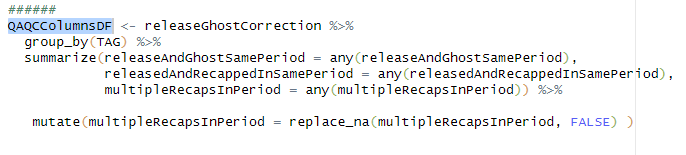 ######
QAQCColumnsDF <- releaseGhostCorrection %>%
  group_by(TAG) %>%
  summarize(releaseAndGhostSamePeriod = any(releaseAndGhostSamePeriod),
            releasedAndRecappedInSamePeriod = any(releasedAndRecappedInSamePeriod),
            multipleRecapsInPeriod = any(multipleRecapsInPeriod)) %>%
   mutate(multipleRecapsInPeriod = replace_na(multipleRecapsInPeriod, FALSE) )